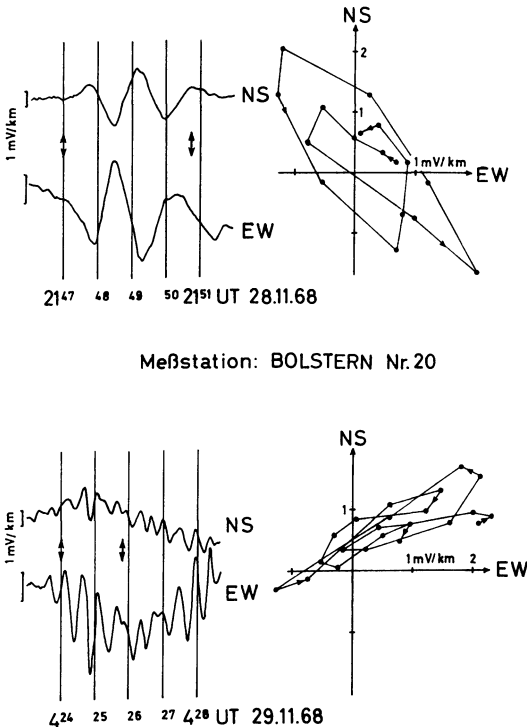 NS
2
1
1 mV/km
EW
1 mV/km
NS
EW
21⁴⁷ 48 49 50 21⁵¹ UT 28.11.68
Meßstation: BOLSTERN Nr. 20
NS
1
1 mV/km 2
EW
1 mV/km
NS
EW
4²⁴ 25 26 27 4²⁸ UT 29.11.68